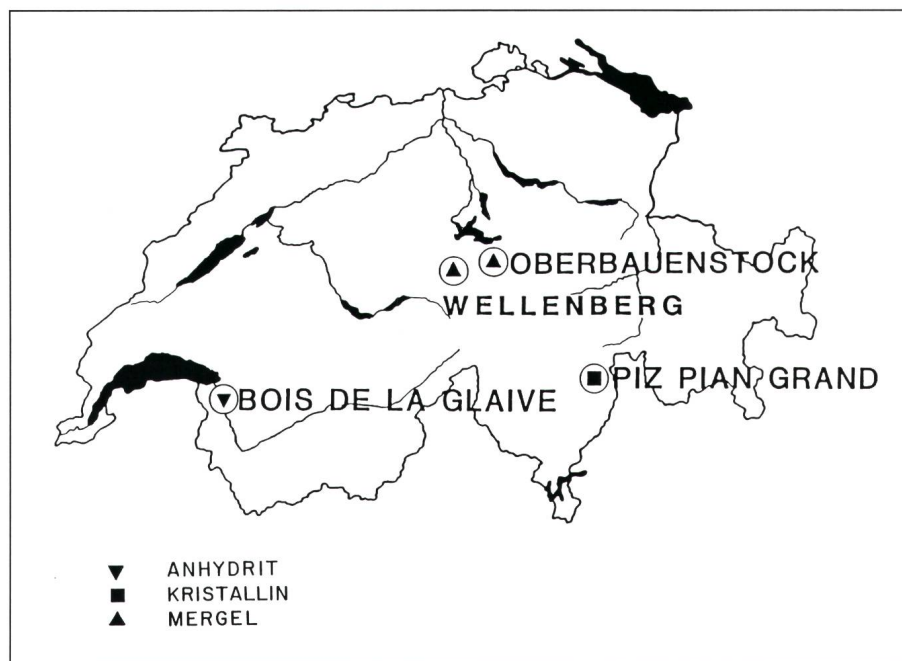 OBERBAUENSTOCK
WELLENBERG
PIZ PIAN GRAND
BOIS DE LA GLAIVE
ANHYDRIT
KRISTALLIN
MERGEL